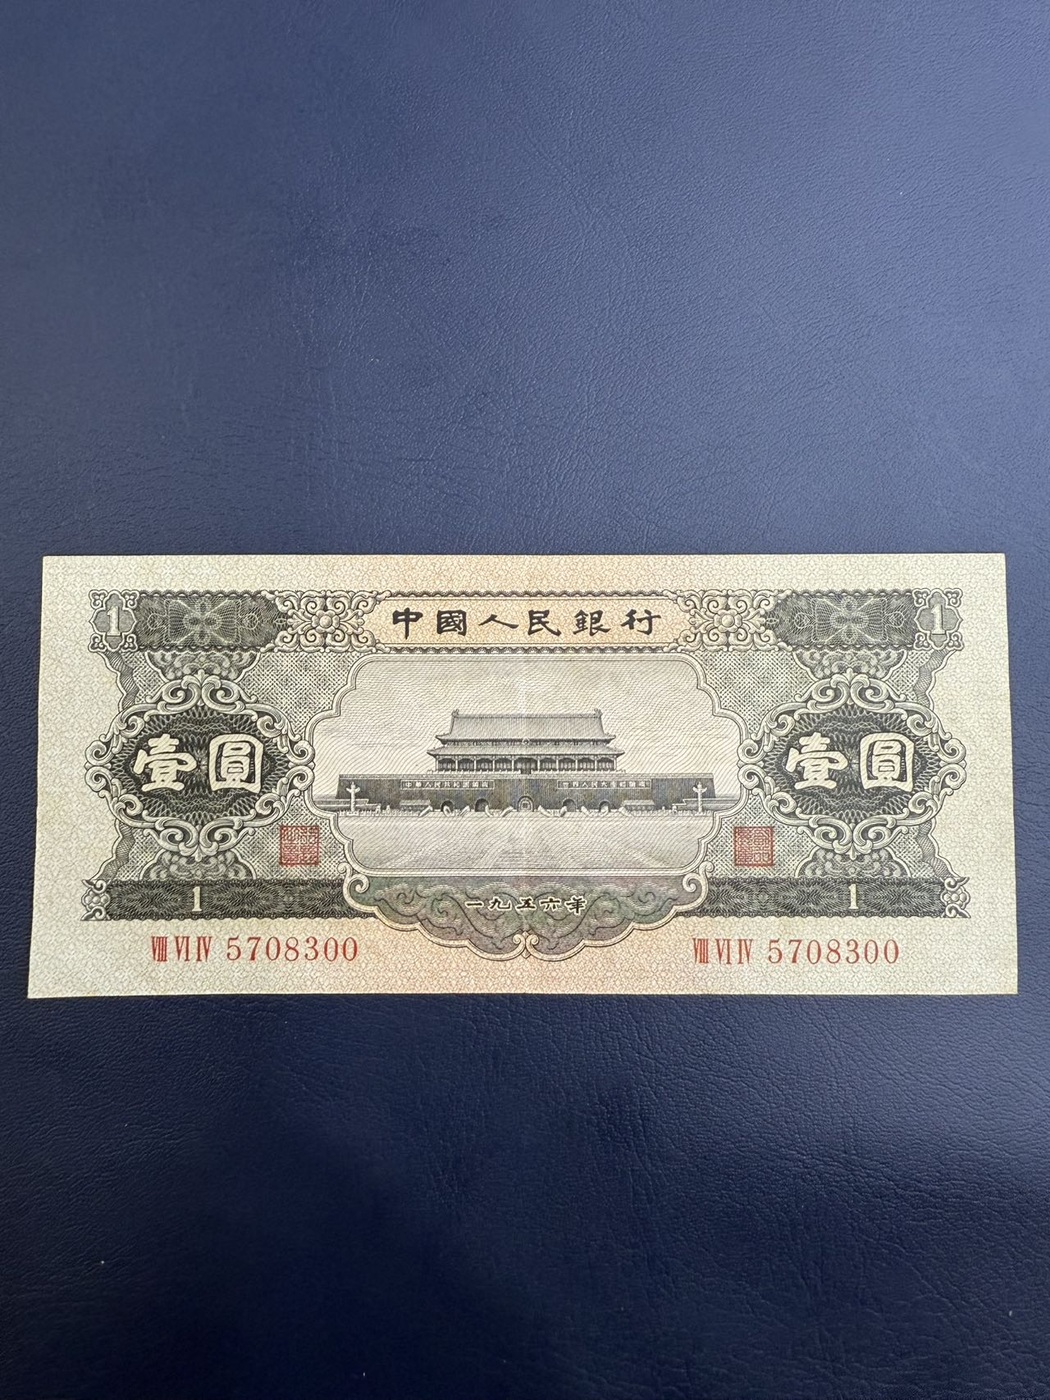 中國人民銀行
1 1
壹圓 壹圓
1 一九五六年 1
Ⅷ Ⅵ Ⅳ 5708300 Ⅷ Ⅵ Ⅳ 5708300